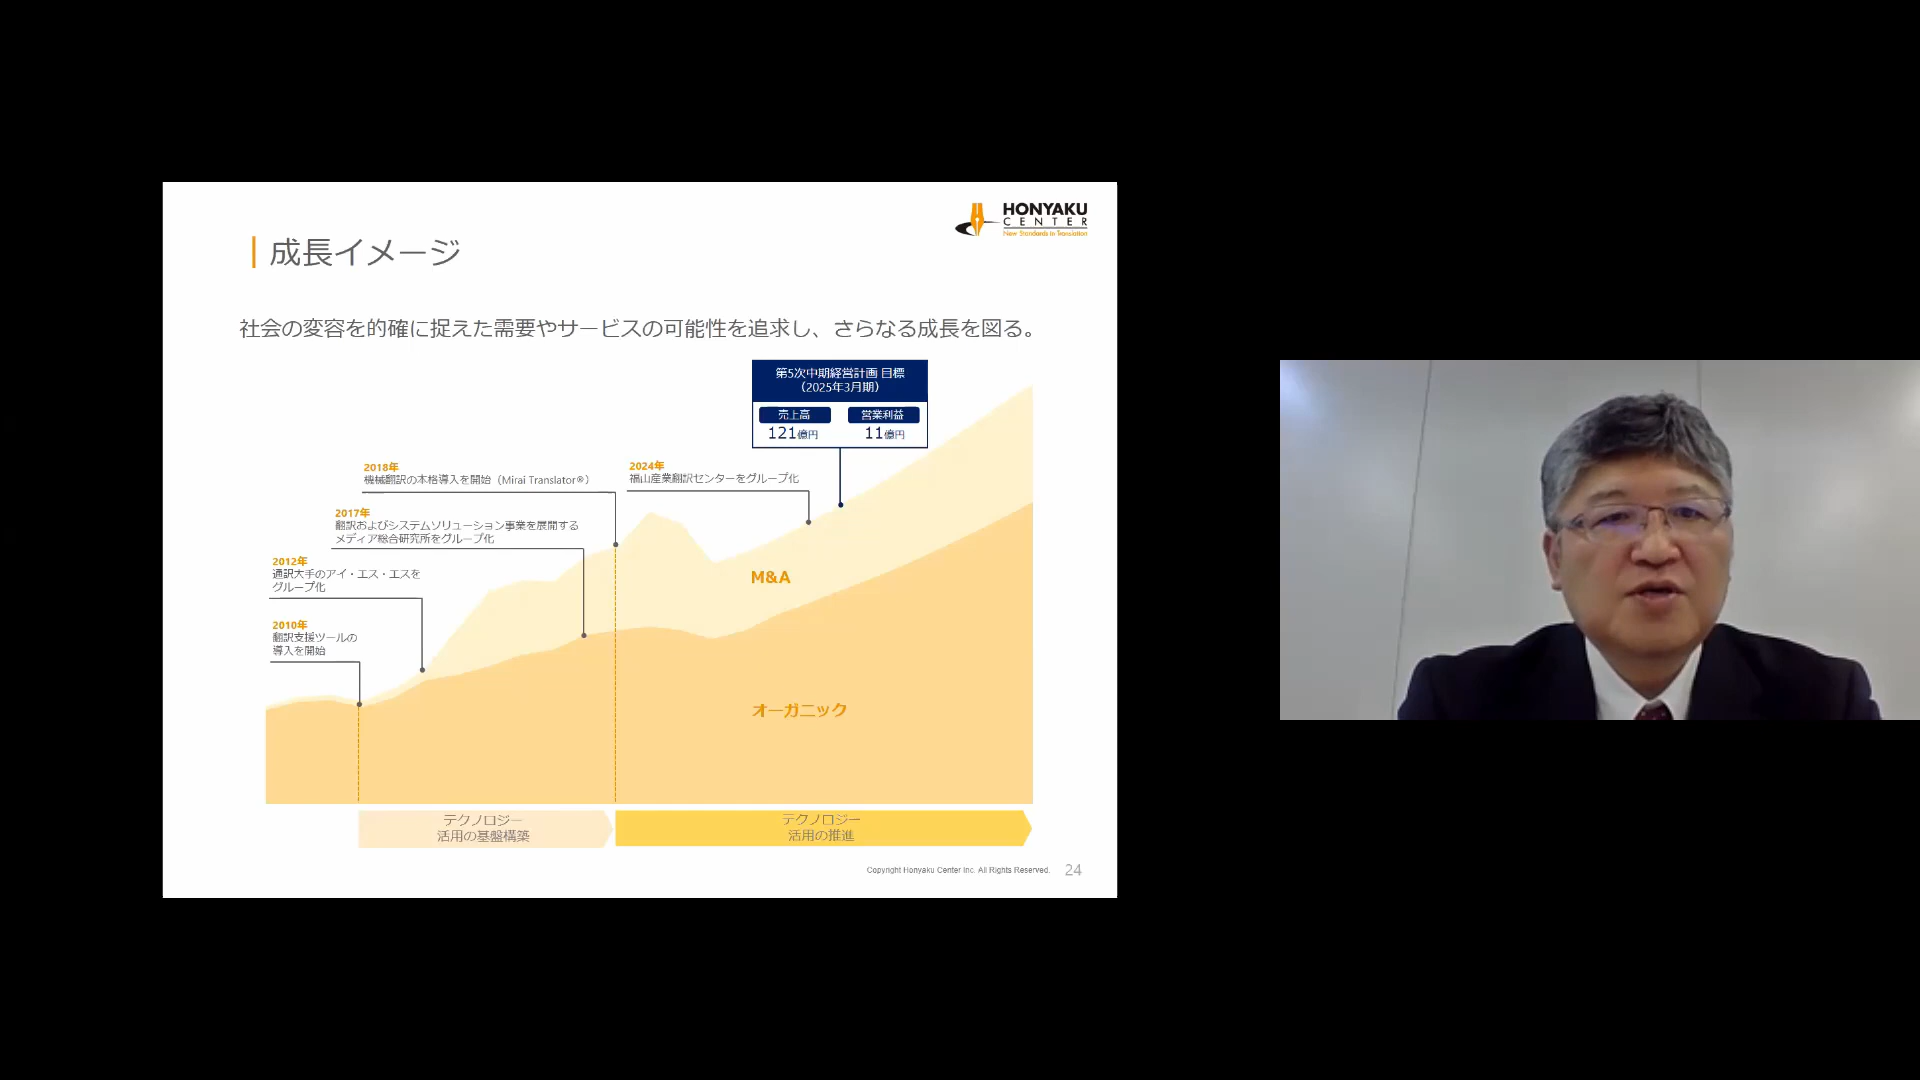 HONYAKU
CENTER
New Standards in Translation
成長イメージ
社会の変容を的確に捉えた需要やサービスの可能性を追求し、さらなる成長を図る。
第5次中期経営計画 目標
（2025年3月期）
売上高
営業利益
121億円
11億円
2018年
機械翻訳の本格導入を開始（Mirai Translator®）
2024年
福山産業翻訳センターをグループ化
2017年
翻訳およびシステムソリューション事業を展開する
メディア総合研究所をグループ化
2012年
通訳大手のアイ・エス・エスを
グループ化
2010年
翻訳支援ツールの
導入を開始
M&A
オーガニック
テクノロジー
活用の基盤構築
テクノロジー
活用の推進
Copyright Honyaku Center Inc. All Rights Reserved.
24